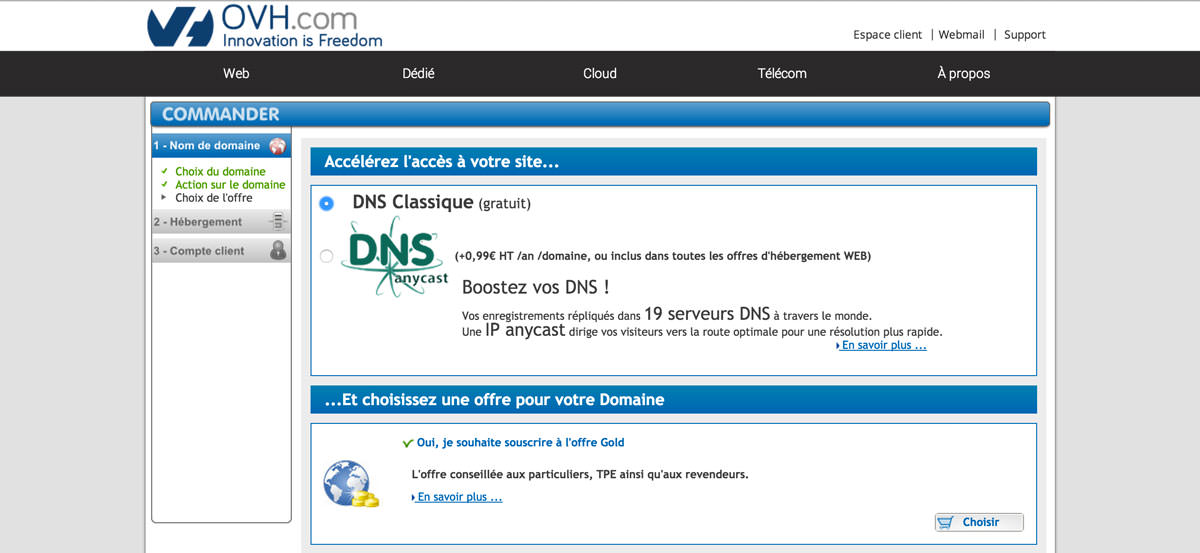 OVH.com
Innovation is Freedom
Espace client | Webmail | Support
Web Dédié Cloud Télécom À propos
COMMANDER
1 - Nom de domaine
Choix du domaine
Action sur le domaine
Choix de l'offre
2 - Hébergement
3 - Compte client
Accélérez l'accès à votre site...
DNS Classique (gratuit)
DNS
anycast
(+0,99€ HT /an /domaine, ou inclus dans toutes les offres d'hébergement WEB)
Boostez vos DNS !
Vos enregistrements répliqués dans 19 serveurs DNS à travers le monde.
Une IP anycast dirige vos visiteurs vers la route optimale pour une résolution plus rapide.
En savoir plus ...
...Et choisissez une offre pour votre Domaine
Oui, je souhaite souscrire à l'offre Gold
L'offre conseillée aux particuliers, TPE ainsi qu'aux revendeurs.
En savoir plus ...
Choisir